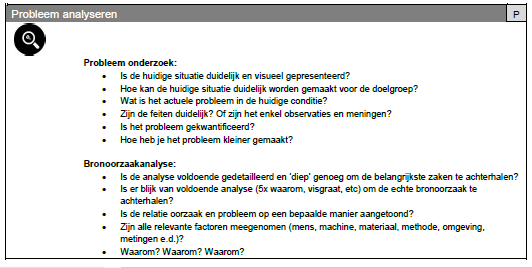 Probleem analyseren P
Probleem onderzoek:
• Is de huidige situatie duidelijk en visueel gepresenteerd?
• Hoe kan de huidige situatie duidelijk worden gemaakt voor de doelgroep?
• Wat is het actuele probleem in de huidige conditie?
• Zijn de feiten duidelijk? Of zijn het enkel observaties en meningen?
• Is het probleem gekwantificeerd?
• Hoe heb je het probleem kleiner gemaakt?
Bronoorzaakanalyse:
• Is de analyse voldoende gedetailleerd en 'diep' genoeg om de belangrijkste zaken te achterhalen?
• Is er blijk van voldoende analyse (5x waarom, visgraat, etc) om de echte bronoorzaak te
achterhalen?
• Is de relatie oorzaak en probleem op een bepaalde manier aangetoond?
• Zijn alle relevante factoren meegenomen (mens, machine, materiaal, methode, omgeving,
metingen e.d.)?
• Waarom? Waarom? Waarom?